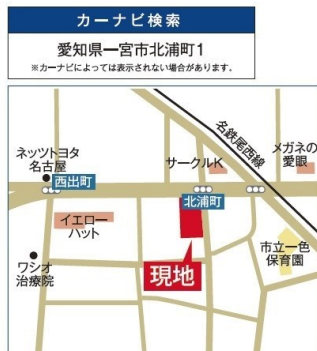 カーナビ検索
愛知県一宮市北浦町1
※カーナビによっては表示されない場合があります。
名鉄尾西線
ネッツトヨタ
名古屋
サークルK
メガネの
愛眼
西出町
北浦町
イエロー
ハット
市立一色
保育園
現地
ワシオ
治療院